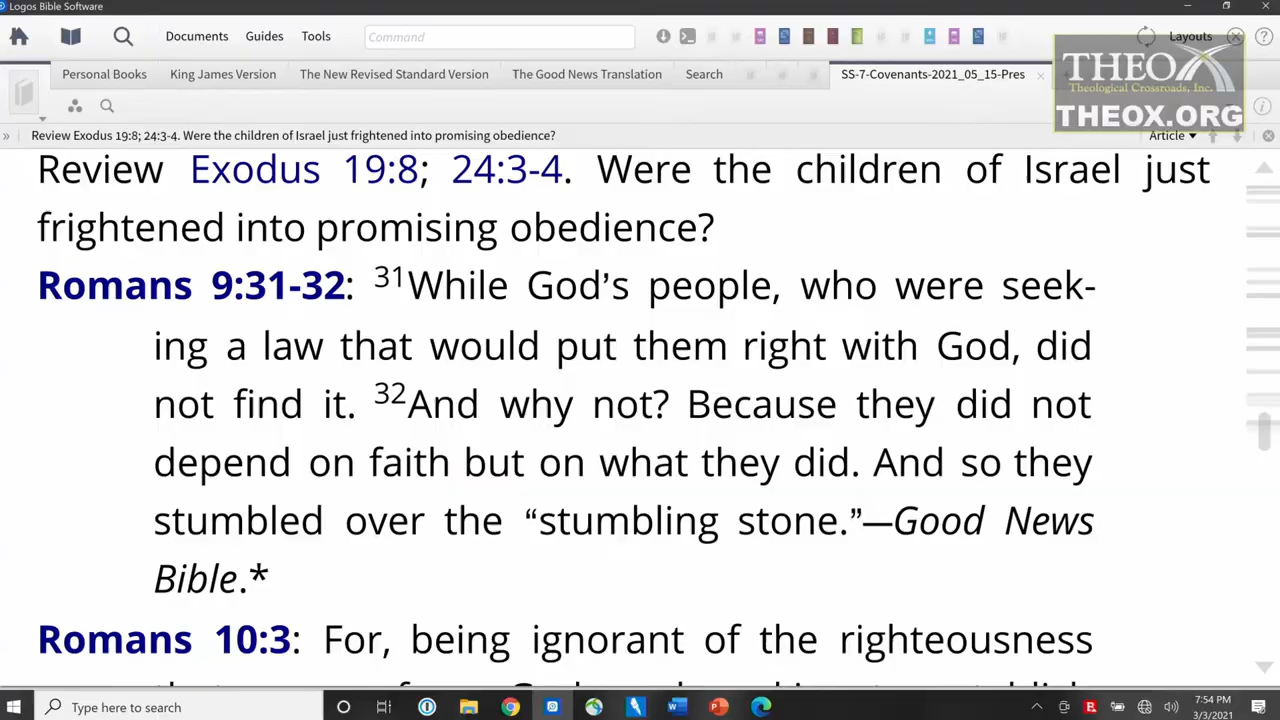 Logos Bible Software
Documents Guides Tools Command Layouts
Personal Books King James Version The New Revised Standard Version The Good News Translation Search SS-7-Covenants-2021_05_15-Pres
THEOX
Theological Crossroads, Inc.
THEOX.ORG
Review Exodus 19:8; 24:3-4. Were the children of Israel just frightened into promising obedience? Article
Review Exodus 19:8; 24:3-4. Were the children of Israel just
frightened into promising obedience?
Romans 9:31-32: 31While God's people, who were seek-
ing a law that would put them right with God, did
not find it. 32And why not? Because they did not
depend on faith but on what they did. And so they
stumbled over the “stumbling stone.”—Good News
Bible.*
Romans 10:3: For, being ignorant of the righteousness
Type here to search
7:54 PM
3/3/2021